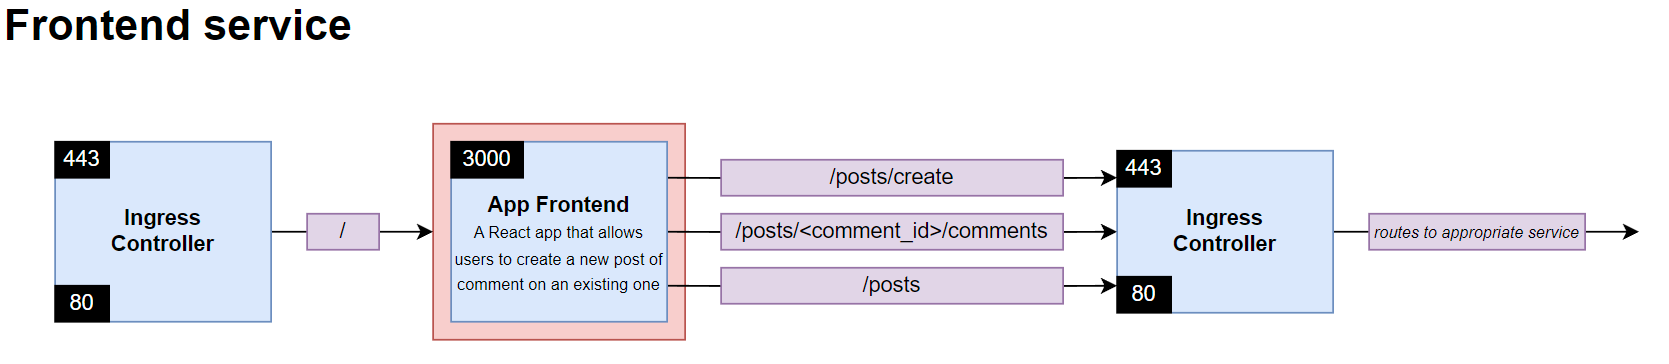 Frontend service
443
Ingress
Controller
80
/
3000
App Frontend
A React app that allows
users to create a new post of
comment on an existing one
/posts/create
/posts/<comment_id>/comments
/posts
443
Ingress
Controller
80
routes to appropriate service